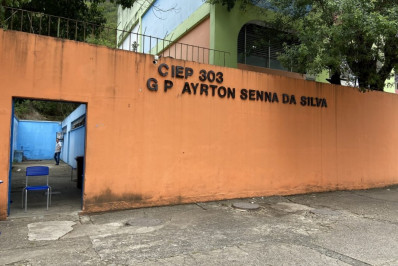 CIEP 303
G P AYRTON SENNA DA SILVA